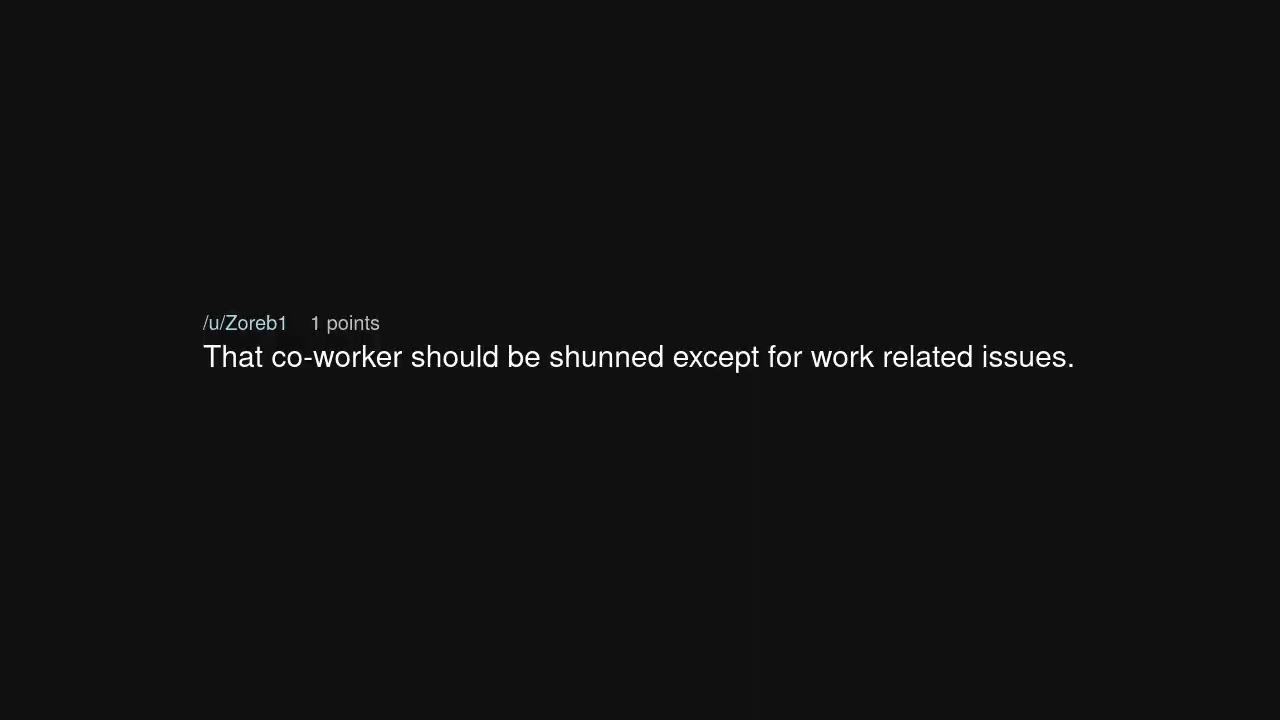 /u/Zoreb1 1 points
That co-worker should be shunned except for work related issues.